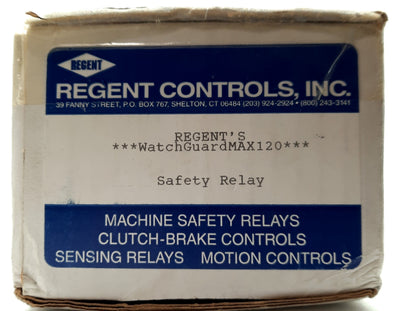 REGENT
REGENT CONTROLS, INC.
39 FANNY STREET, P.O. BOX 767, SHELTON, CT 06484 (203) 924-2924 • (800) 243-3141
REGENT'S
***WatchGuardMAX120***
Safety Relay
MACHINE SAFETY RELAYS
CLUTCH-BRAKE CONTROLS
SENSING RELAYS MOTION CONTROLS